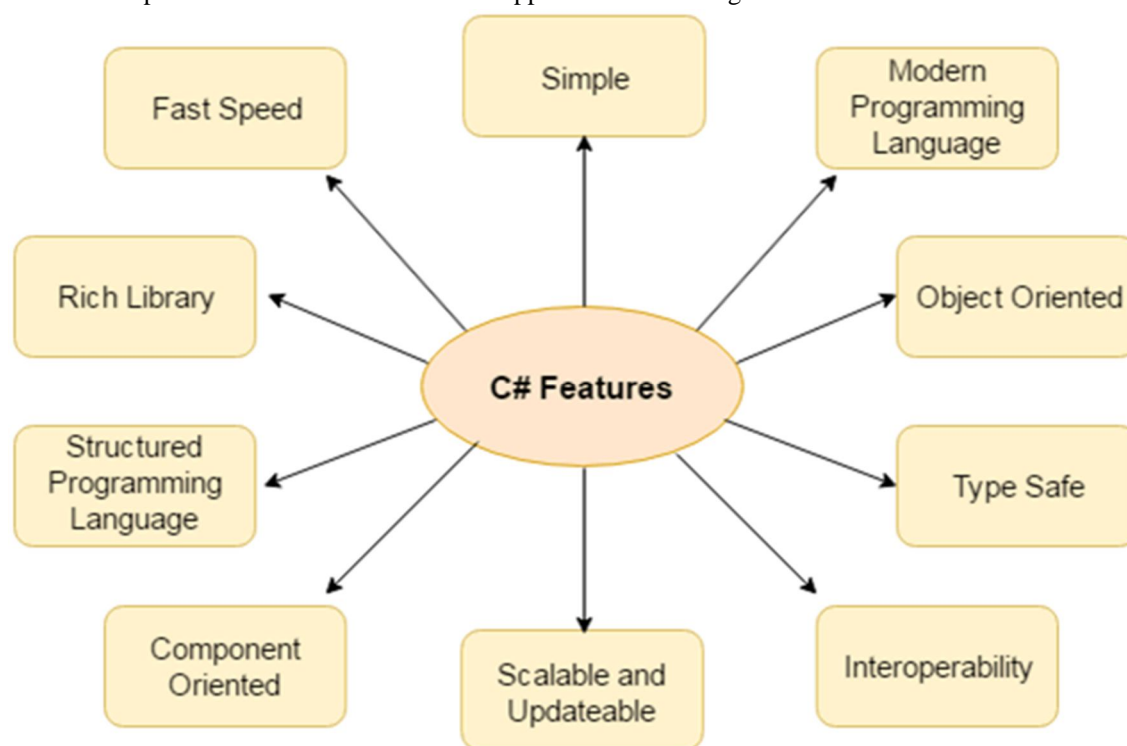 Simple
Fast Speed
Modern
Programming
Language
Rich Library
Object Oriented
C# Features
Structured
Programming
Language
Type Safe
Component
Oriented
Scalable and
Updateable
Interoperability